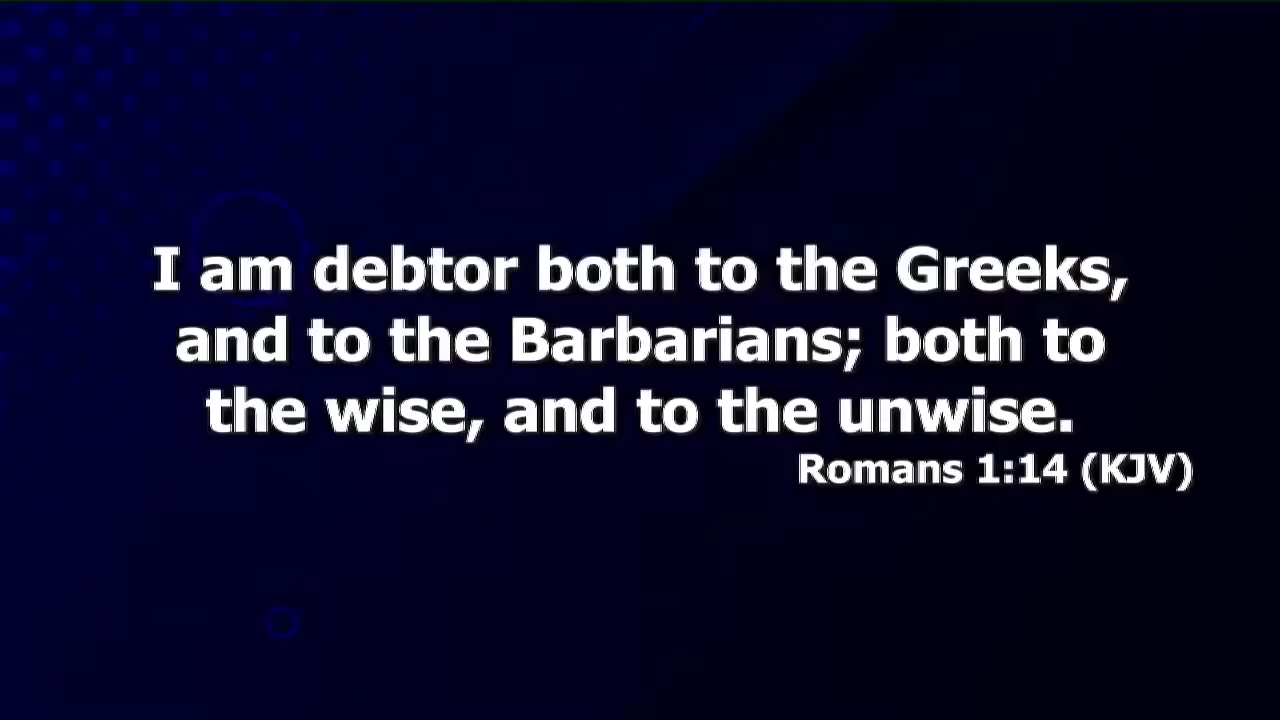 I am debtor both to the Greeks,
and to the Barbarians; both to
the wise, and to the unwise.
Romans 1:14 (KJV)